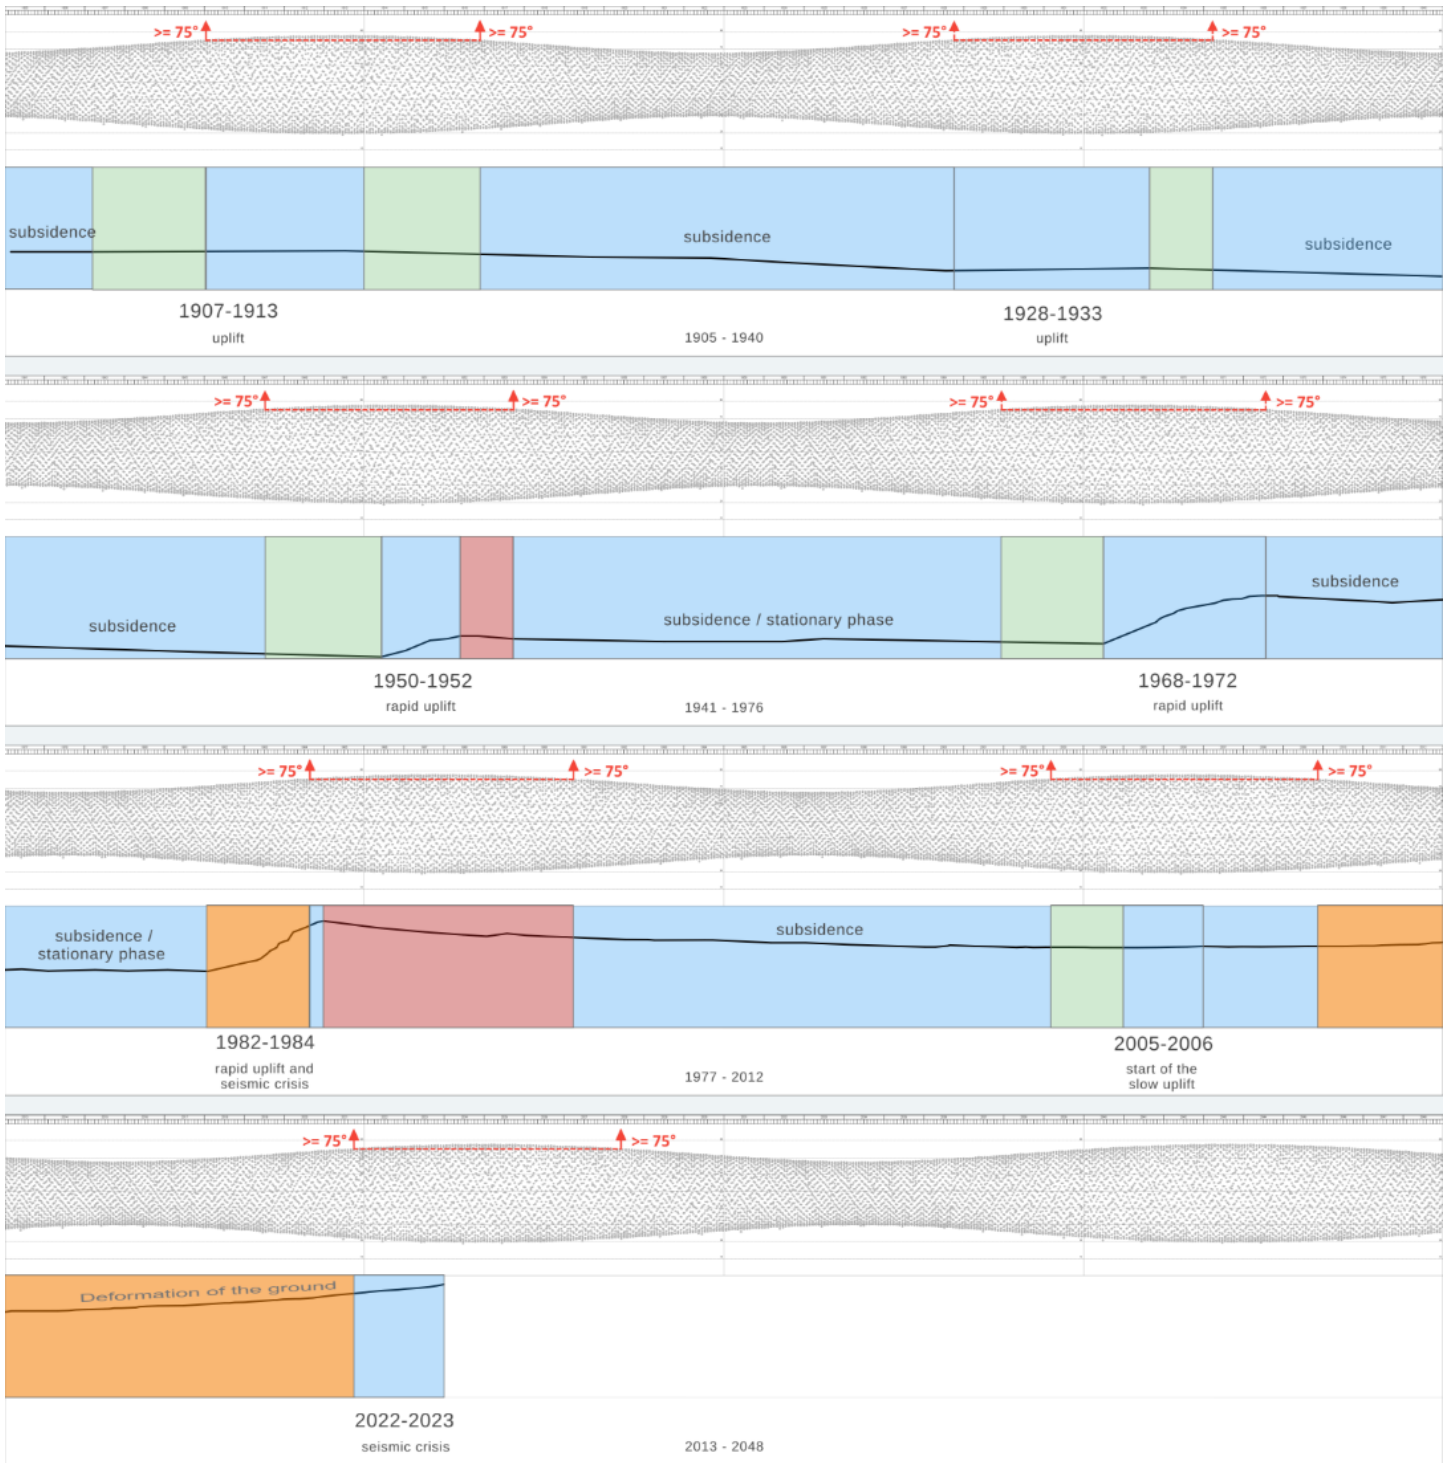 >= 75° >= 75° >= 75° >= 75°
subsidence
subsidence
subsidence
1907-1913
uplift
1905 - 1940
1928-1933
uplift
>= 75° >= 75° >= 75° >= 75°
subsidence
subsidence / stationary phase
subsidence
1950-1952
rapid uplift
1941 - 1976
1968-1972
rapid uplift
>= 75° >= 75° >= 75° >= 75°
subsidence /
stationary phase
subsidence
1982-1984
rapid uplift and
seismic crisis
1977 - 2012
2005-2006
start of the
slow uplift
>= 75° >= 75°
Deformation of the ground
2022-2023
seismic crisis
2013 - 2048